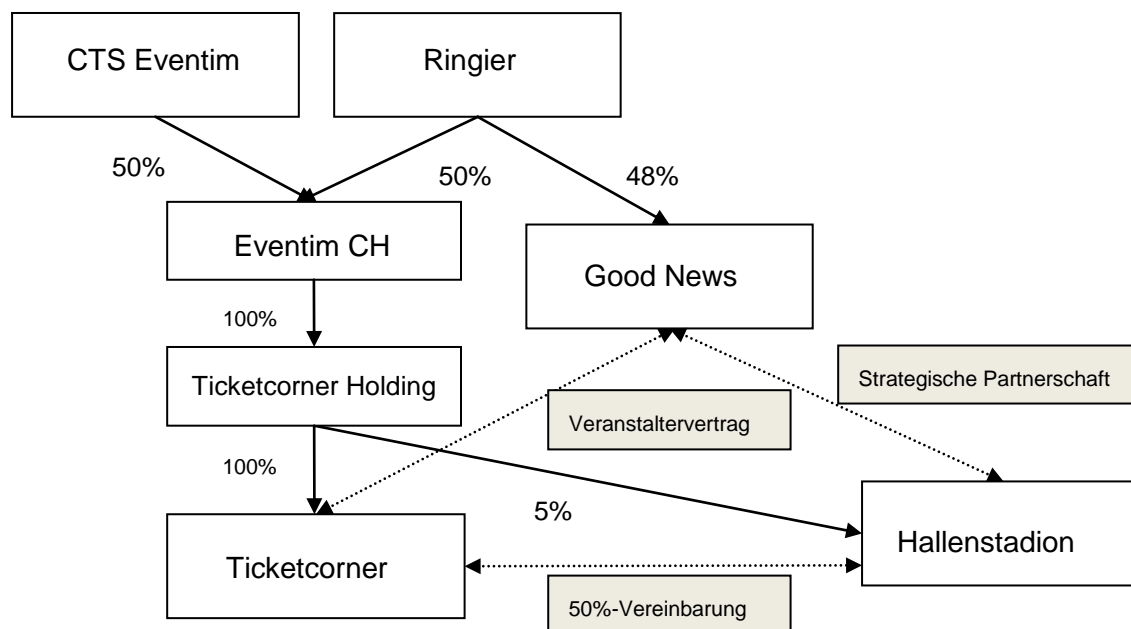 CTS Eventim
Ringier
50%
50%
48%
Eventim CH
Good News
100%
Ticketcorner Holding
Strategische Partnerschaft
Veranstaltervertrag
100%
5%
Hallenstadion
Ticketcorner
50%-Vereinbarung